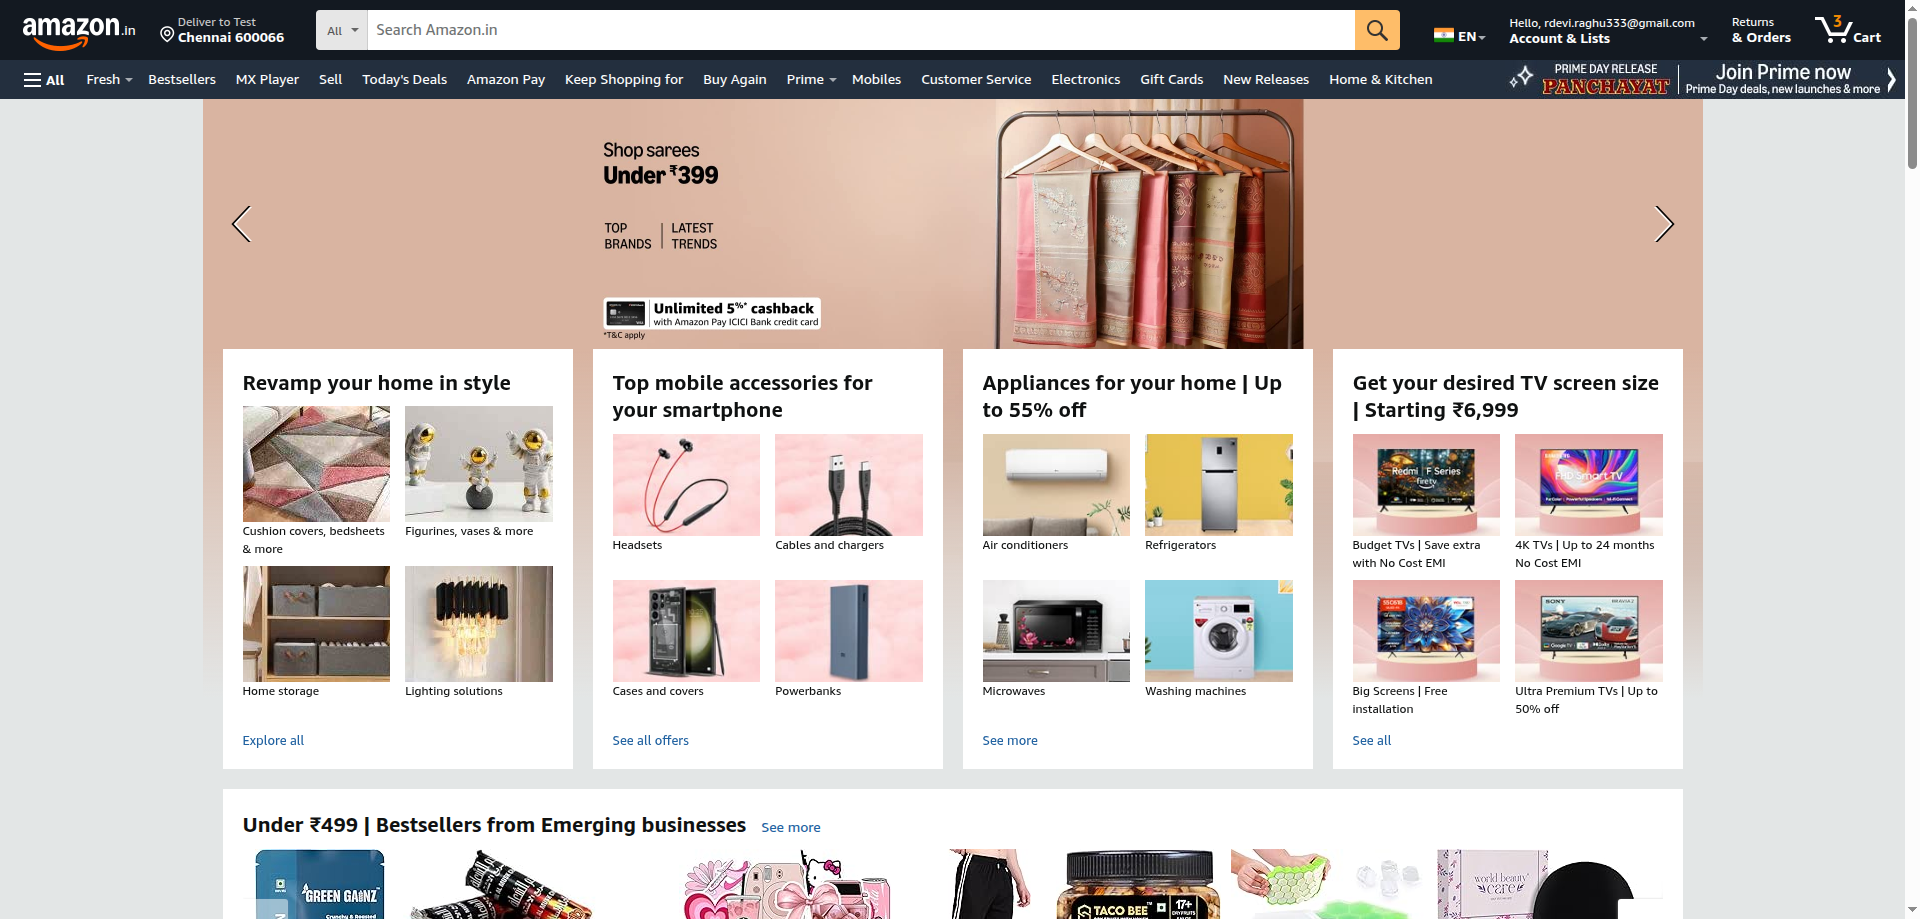 amazon.in
Deliver to Test
Chennai 600066
All
Search Amazon.in
EN
Hello, rdevi.raghu333@gmail.com
Account & Lists
Returns
& Orders
3
Cart
All
Fresh
Bestsellers
MX Player
Sell
Today's Deals
Amazon Pay
Keep Shopping for
Buy Again
Prime
Mobiles
Customer Service
Electronics
Gift Cards
New Releases
Home & Kitchen
PRIME DAY RELEASE
PANCHAYAT
Join Prime now
Prime Day deals, new launches & more
Shop sarees
Under ₹399
TOP BRANDS
LATEST TRENDS
Unlimited 5%* cashback
with Amazon Pay ICICI Bank credit card
*T&C apply
Revamp your home in style
Cushion covers, bedsheets
& more
Figurines, vases & more
Home storage
Lighting solutions
Explore all
Top mobile accessories for
your smartphone
Headsets
Cables and chargers
Cases and covers
Powerbanks
See all offers
Appliances for your home | Up
to 55% off
Air conditioners
Refrigerators
Microwaves
Washing machines
See more
Get your desired TV screen size
| Starting ₹6,999
Redmi F Series
firetv
Budget TVs | Save extra
with No Cost EMI
FHD Smart TV
4K TVs | Up to 24 months
No Cost EMI
Big Screens | Free
installation
SONY
BRAVIA 2
Google TV
Ultra Premium TVs | Up to
50% off
See all
Under ₹499 | Bestsellers from Emerging businesses
See more
GREEN GAINZ
Crunchy & Roasted
TACO BEE
17+
DRYFRUITS
world beauty
care